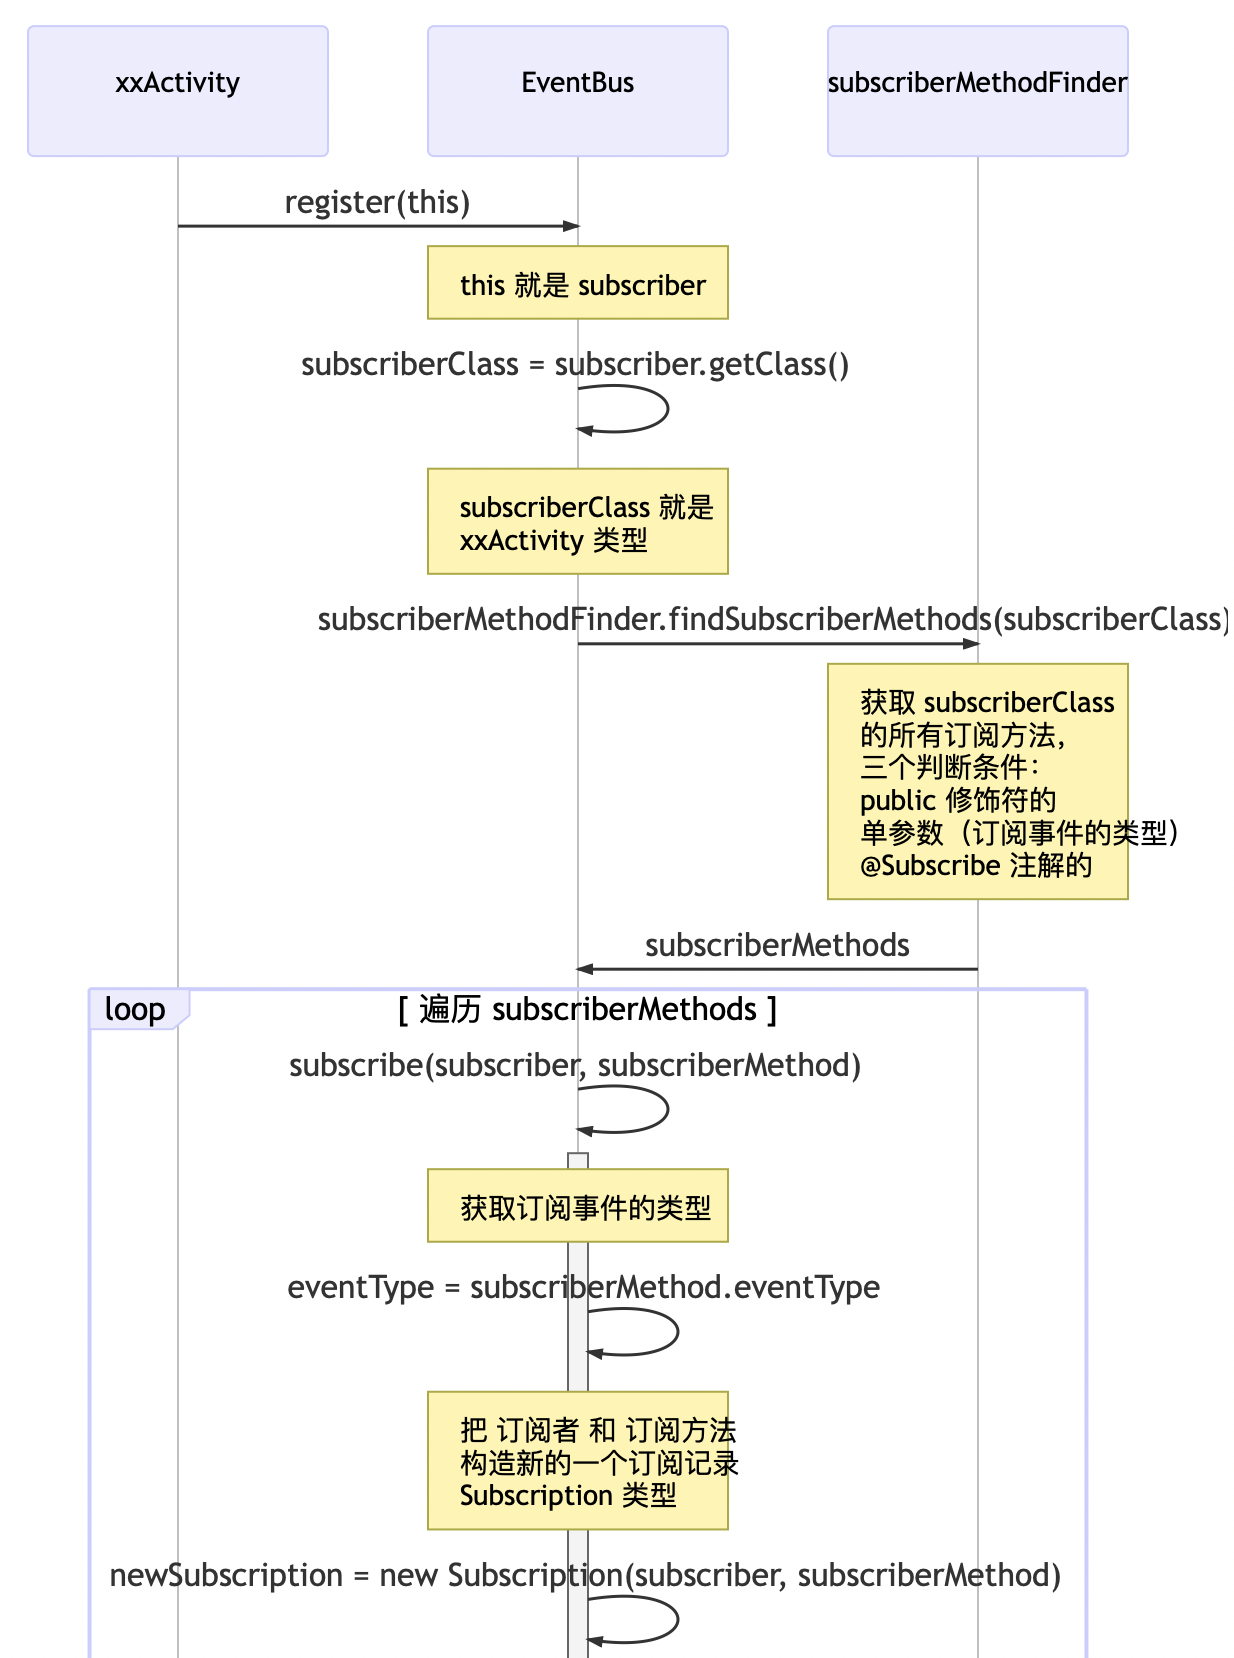 xxActivity
EventBus
subscriberMethodFinder
register(this)
this 就是 subscriber
subscriberClass = subscriber.getClass()
subscriberClass 就是
xxActivity 类型
subscriberMethodFinder.findSubscriberMethods(subscriberClass)
获取 subscriberClass
的所有订阅方法，
三个判断条件：
public 修饰符的
单参数（订阅事件的类型）
@Subscribe 注解的
subscriberMethods
loop
[ 遍历 subscriberMethods ]
subscribe(subscriber, subscriberMethod)
获取订阅事件的类型
eventType = subscriberMethod.eventType
把 订阅者 和 订阅方法
构造新的一个订阅记录
Subscription 类型
newSubscription = new Subscription(subscriber, subscriberMethod)